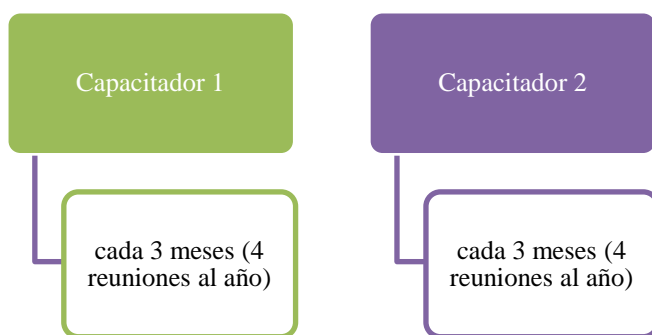 Capacitador 1
Capacitador 2
cada 3 meses (4
reuniones al año)
cada 3 meses (4
reuniones al año)